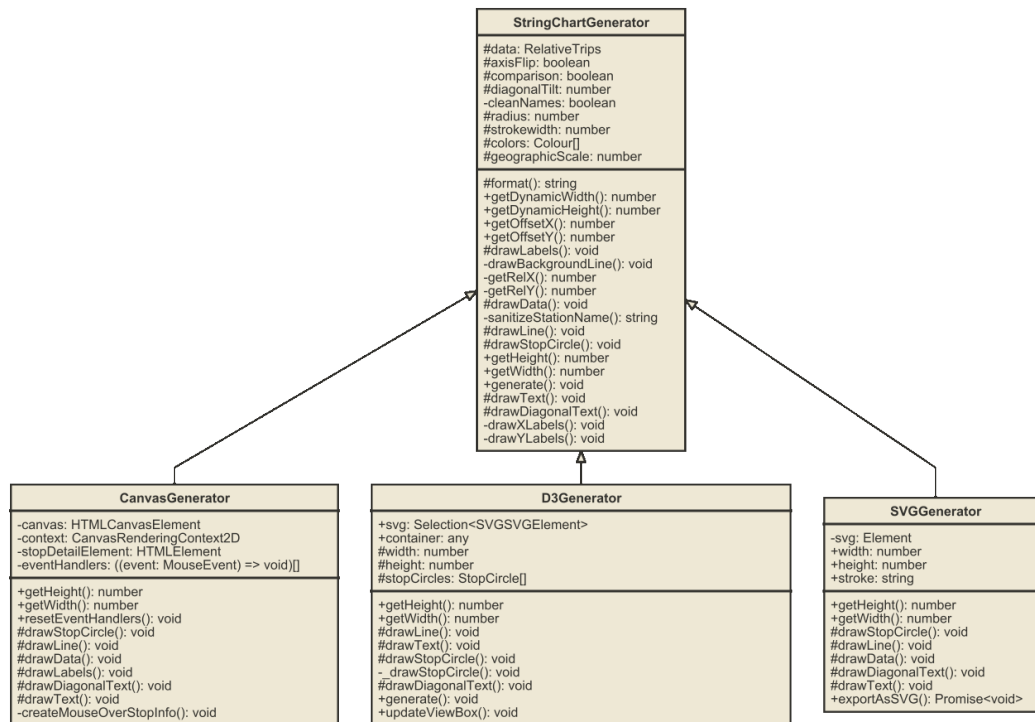 StringChartGenerator
#data: RelativeTrips
#axisFlip: boolean
#comparison: boolean
#diagonalTilt: number
-cleanNames: boolean
#radius: number
#strokewidth: number
#colors: Colour[]
#geographicScale: number
#format(): string
+getDynamicWidth(): number
+getDynamicHeight(): number
+getOffsetX(): number
+getOffsetY(): number
#drawLabels(): void
-drawBackgroundLine(): void
-getRelX(): number
-getRelY(): number
#drawData(): void
-sanitizeStationName(): string
#drawLine(): void
#drawStopCircle(): void
+getHeight(): number
+getWidth(): number
+generate(): void
#drawText(): void
#drawDiagonalText(): void
-drawXLabels(): void
-drawYLabels(): void
CanvasGenerator
-canvas: HTMLCanvasElement
-context: CanvasRenderingContext2D
-stopDetailElement: HTMLElement
-eventHandlers: ((event: MouseEvent) => void)[]
+getHeight(): number
+getWidth(): number
+resetEventHandlers(): void
#drawStopCircle(): void
#drawLine(): void
#drawData(): void
#drawLabels(): void
#drawDiagonalText(): void
#drawText(): void
-createMouseOverStopInfo(): void
D3Generator
+svg: Selection<SVGSVGElement>
+container: any
#width: number
#height: number
#stopCircles: StopCircle[]
+getHeight(): number
+getWidth(): number
#drawLine(): void
#drawText(): void
#drawStopCircle(): void
-_drawStopCircle(): void
#drawDiagonalText(): void
+generate(): void
+updateViewBox(): void
SVGGenerator
-svg: Element
+width: number
+height: number
+stroke: string
+getHeight(): number
+getWidth(): number
#drawStopCircle(): void
#drawLine(): void
#drawData(): void
#drawDiagonalText(): void
#drawText(): void
+exportAsSVG(): Promise<void>